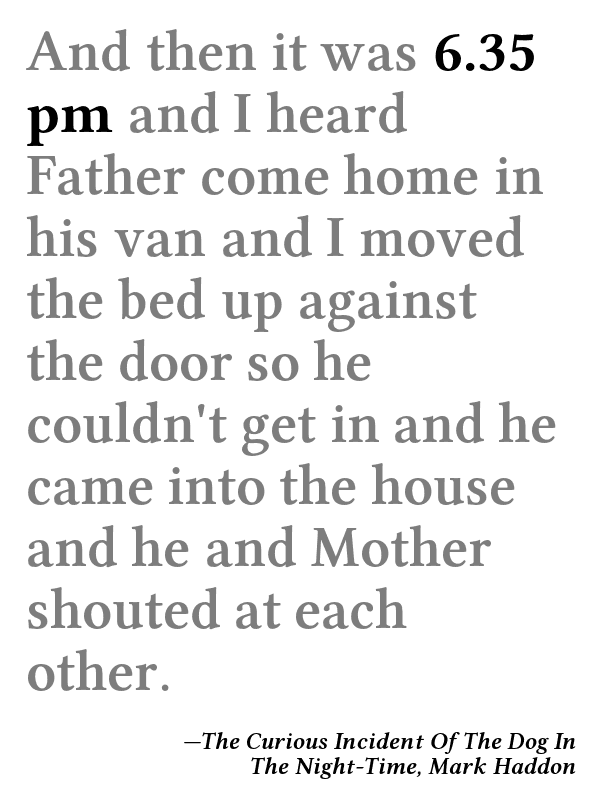 And then it was 6.35
pm and I heard
Father come home in
his van and I moved
the bed up against
the door so he
couldn't get in and he
came into the house
and he and Mother
shouted at each
other.
—The Curious Incident Of The Dog In
The Night-Time, Mark Haddon